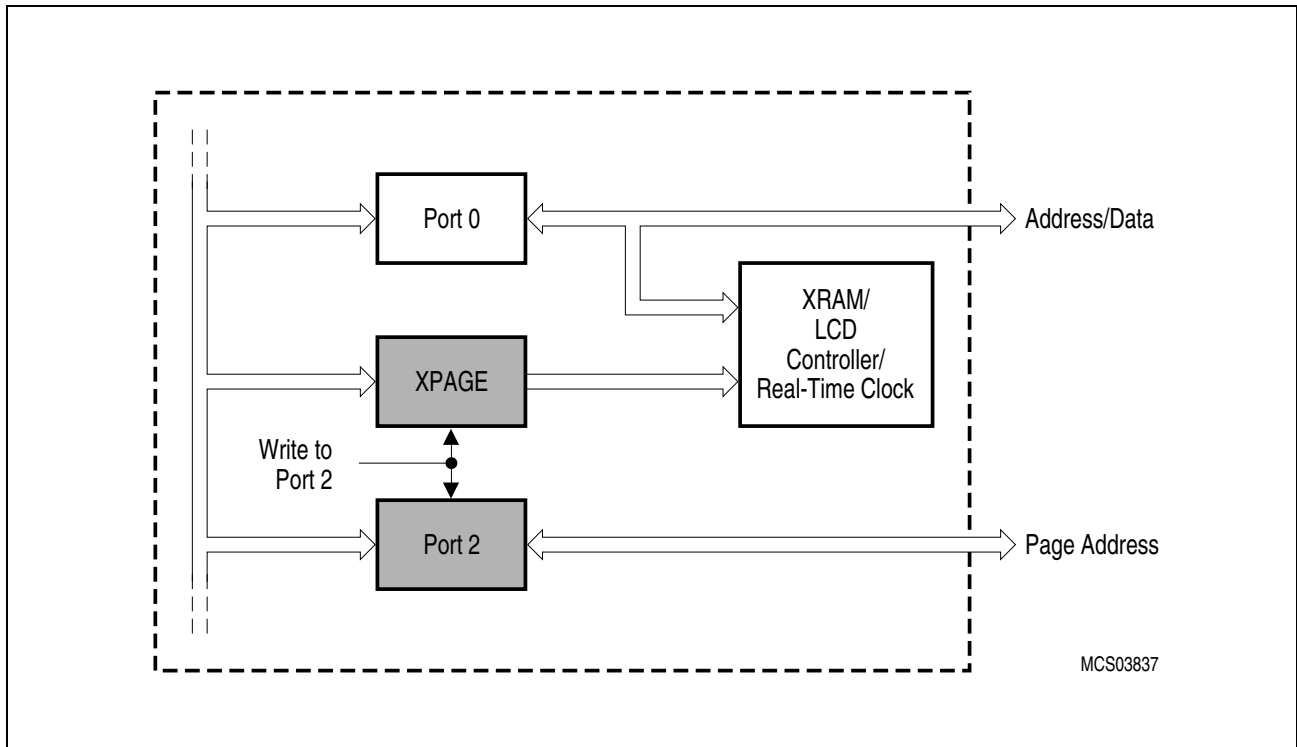 Port 0
Address/Data
XRAM/
LCD
Controller/
Real-Time Clock
XPAGE
Write to
Port 2
Port 2
Page Address
MCS03837